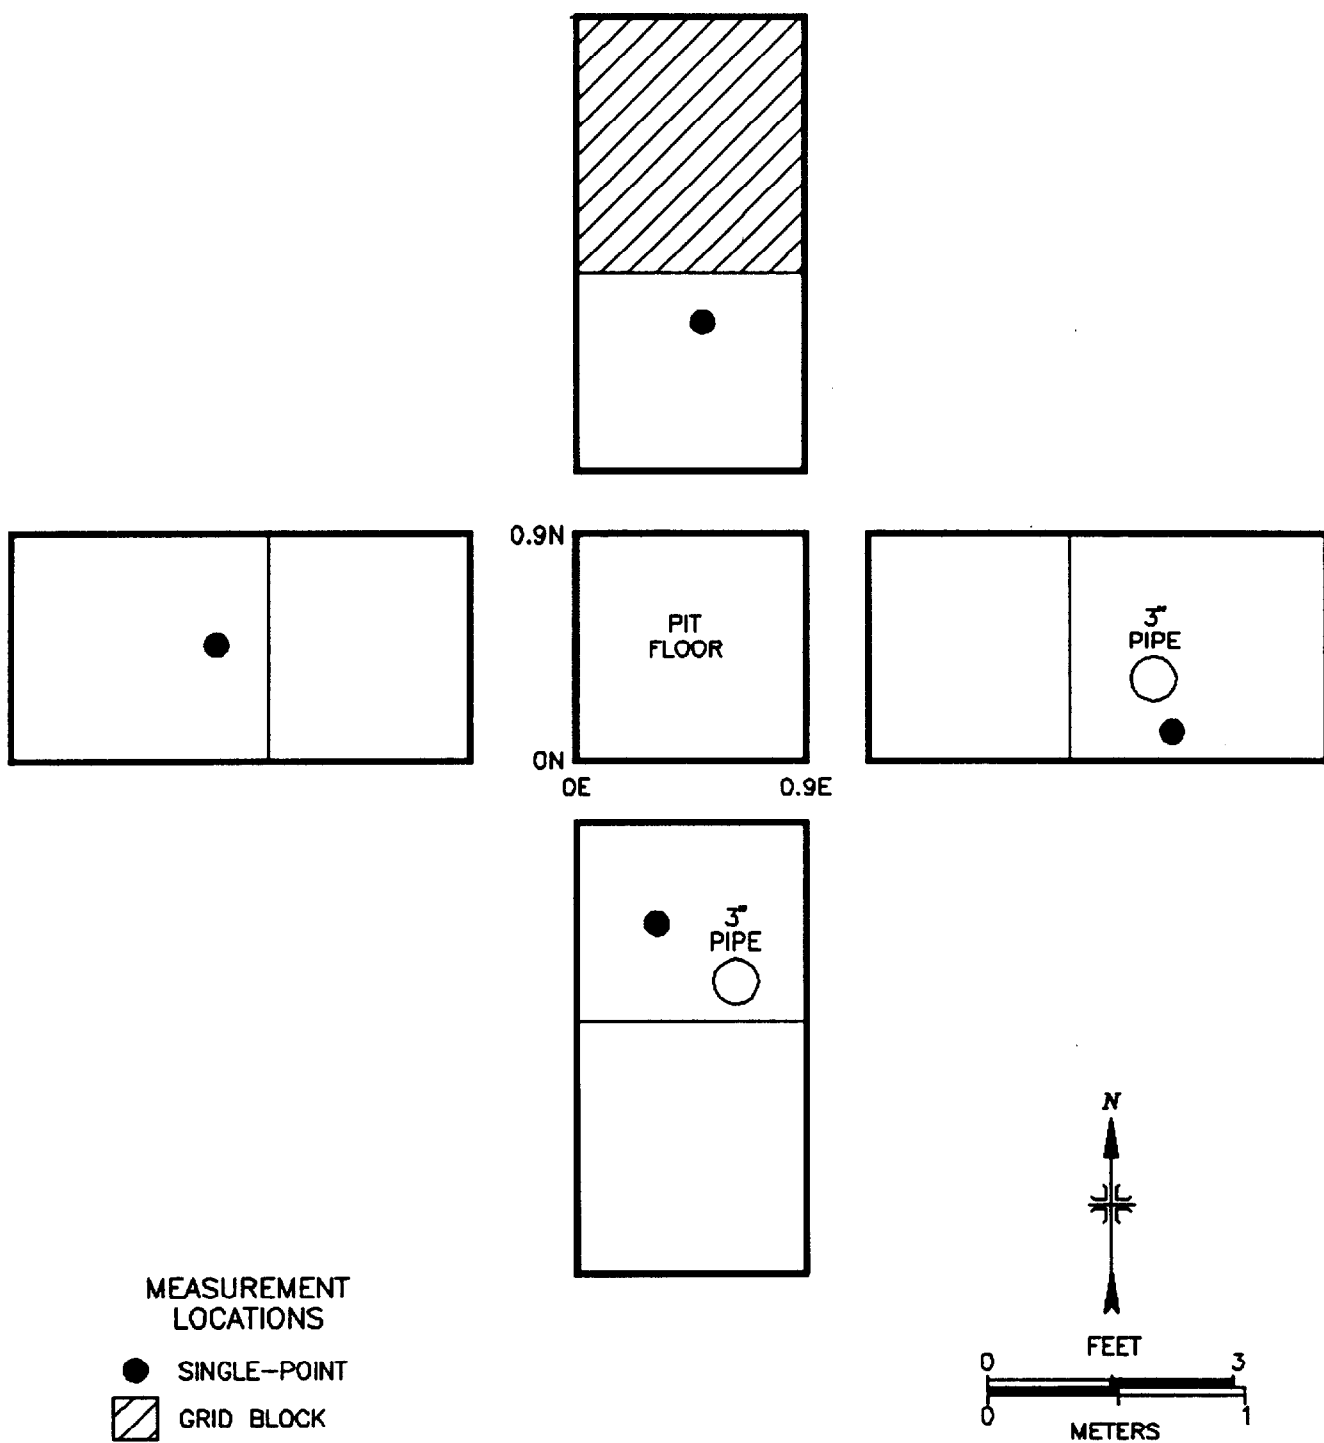 0.9N
PIT
FLOOR
0N
0E
0.9E
3"
PIPE
3"
PIPE
N
MEASUREMENT
LOCATIONS
SINGLE-POINT
GRID BLOCK
FEET
0
3
0
1
METERS